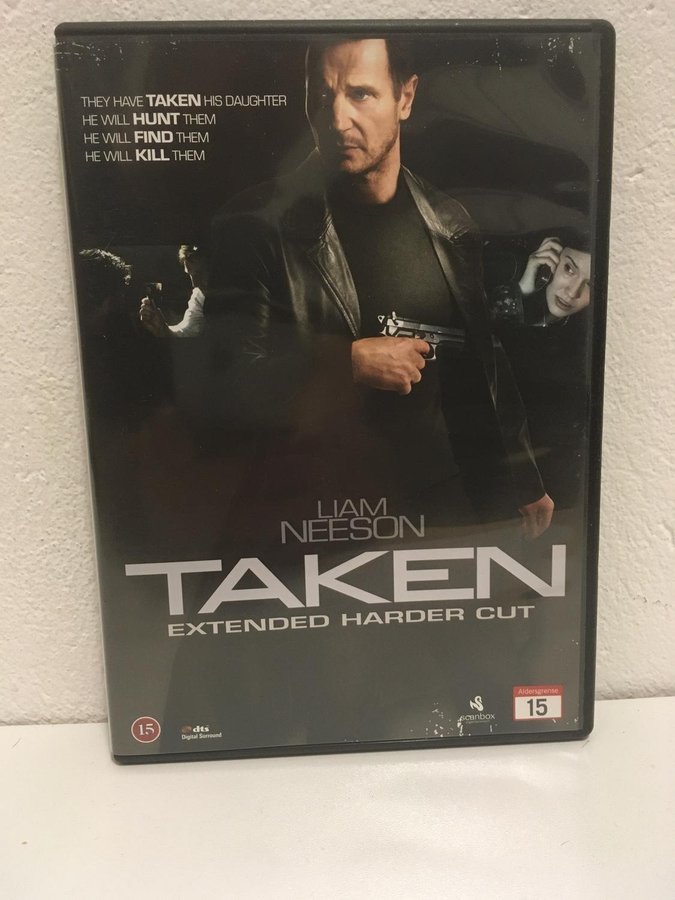 THEY HAVE TAKEN HIS DAUGHTER
HE WILL HUNT THEM
HE WILL FIND THEM
HE WILL KILL THEM
LIAM
NEESON
TAKEN
EXTENDED HARDER CUT
15
dts
Digital Surround
scanbox
Aldersgrense
15